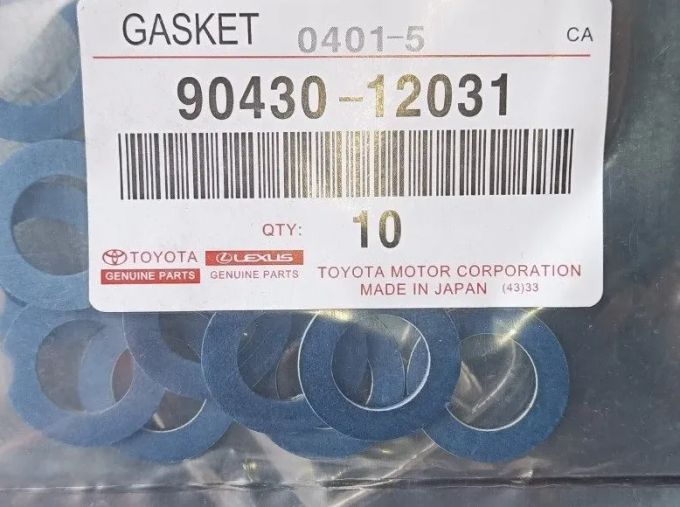 GASKET 0401-5 CA
90430-12031
QTY: 10
TOYOTA LEXUS
GENUINE PARTS GENUINE PARTS
TOYOTA MOTOR CORPORATION
MADE IN JAPAN (43)33